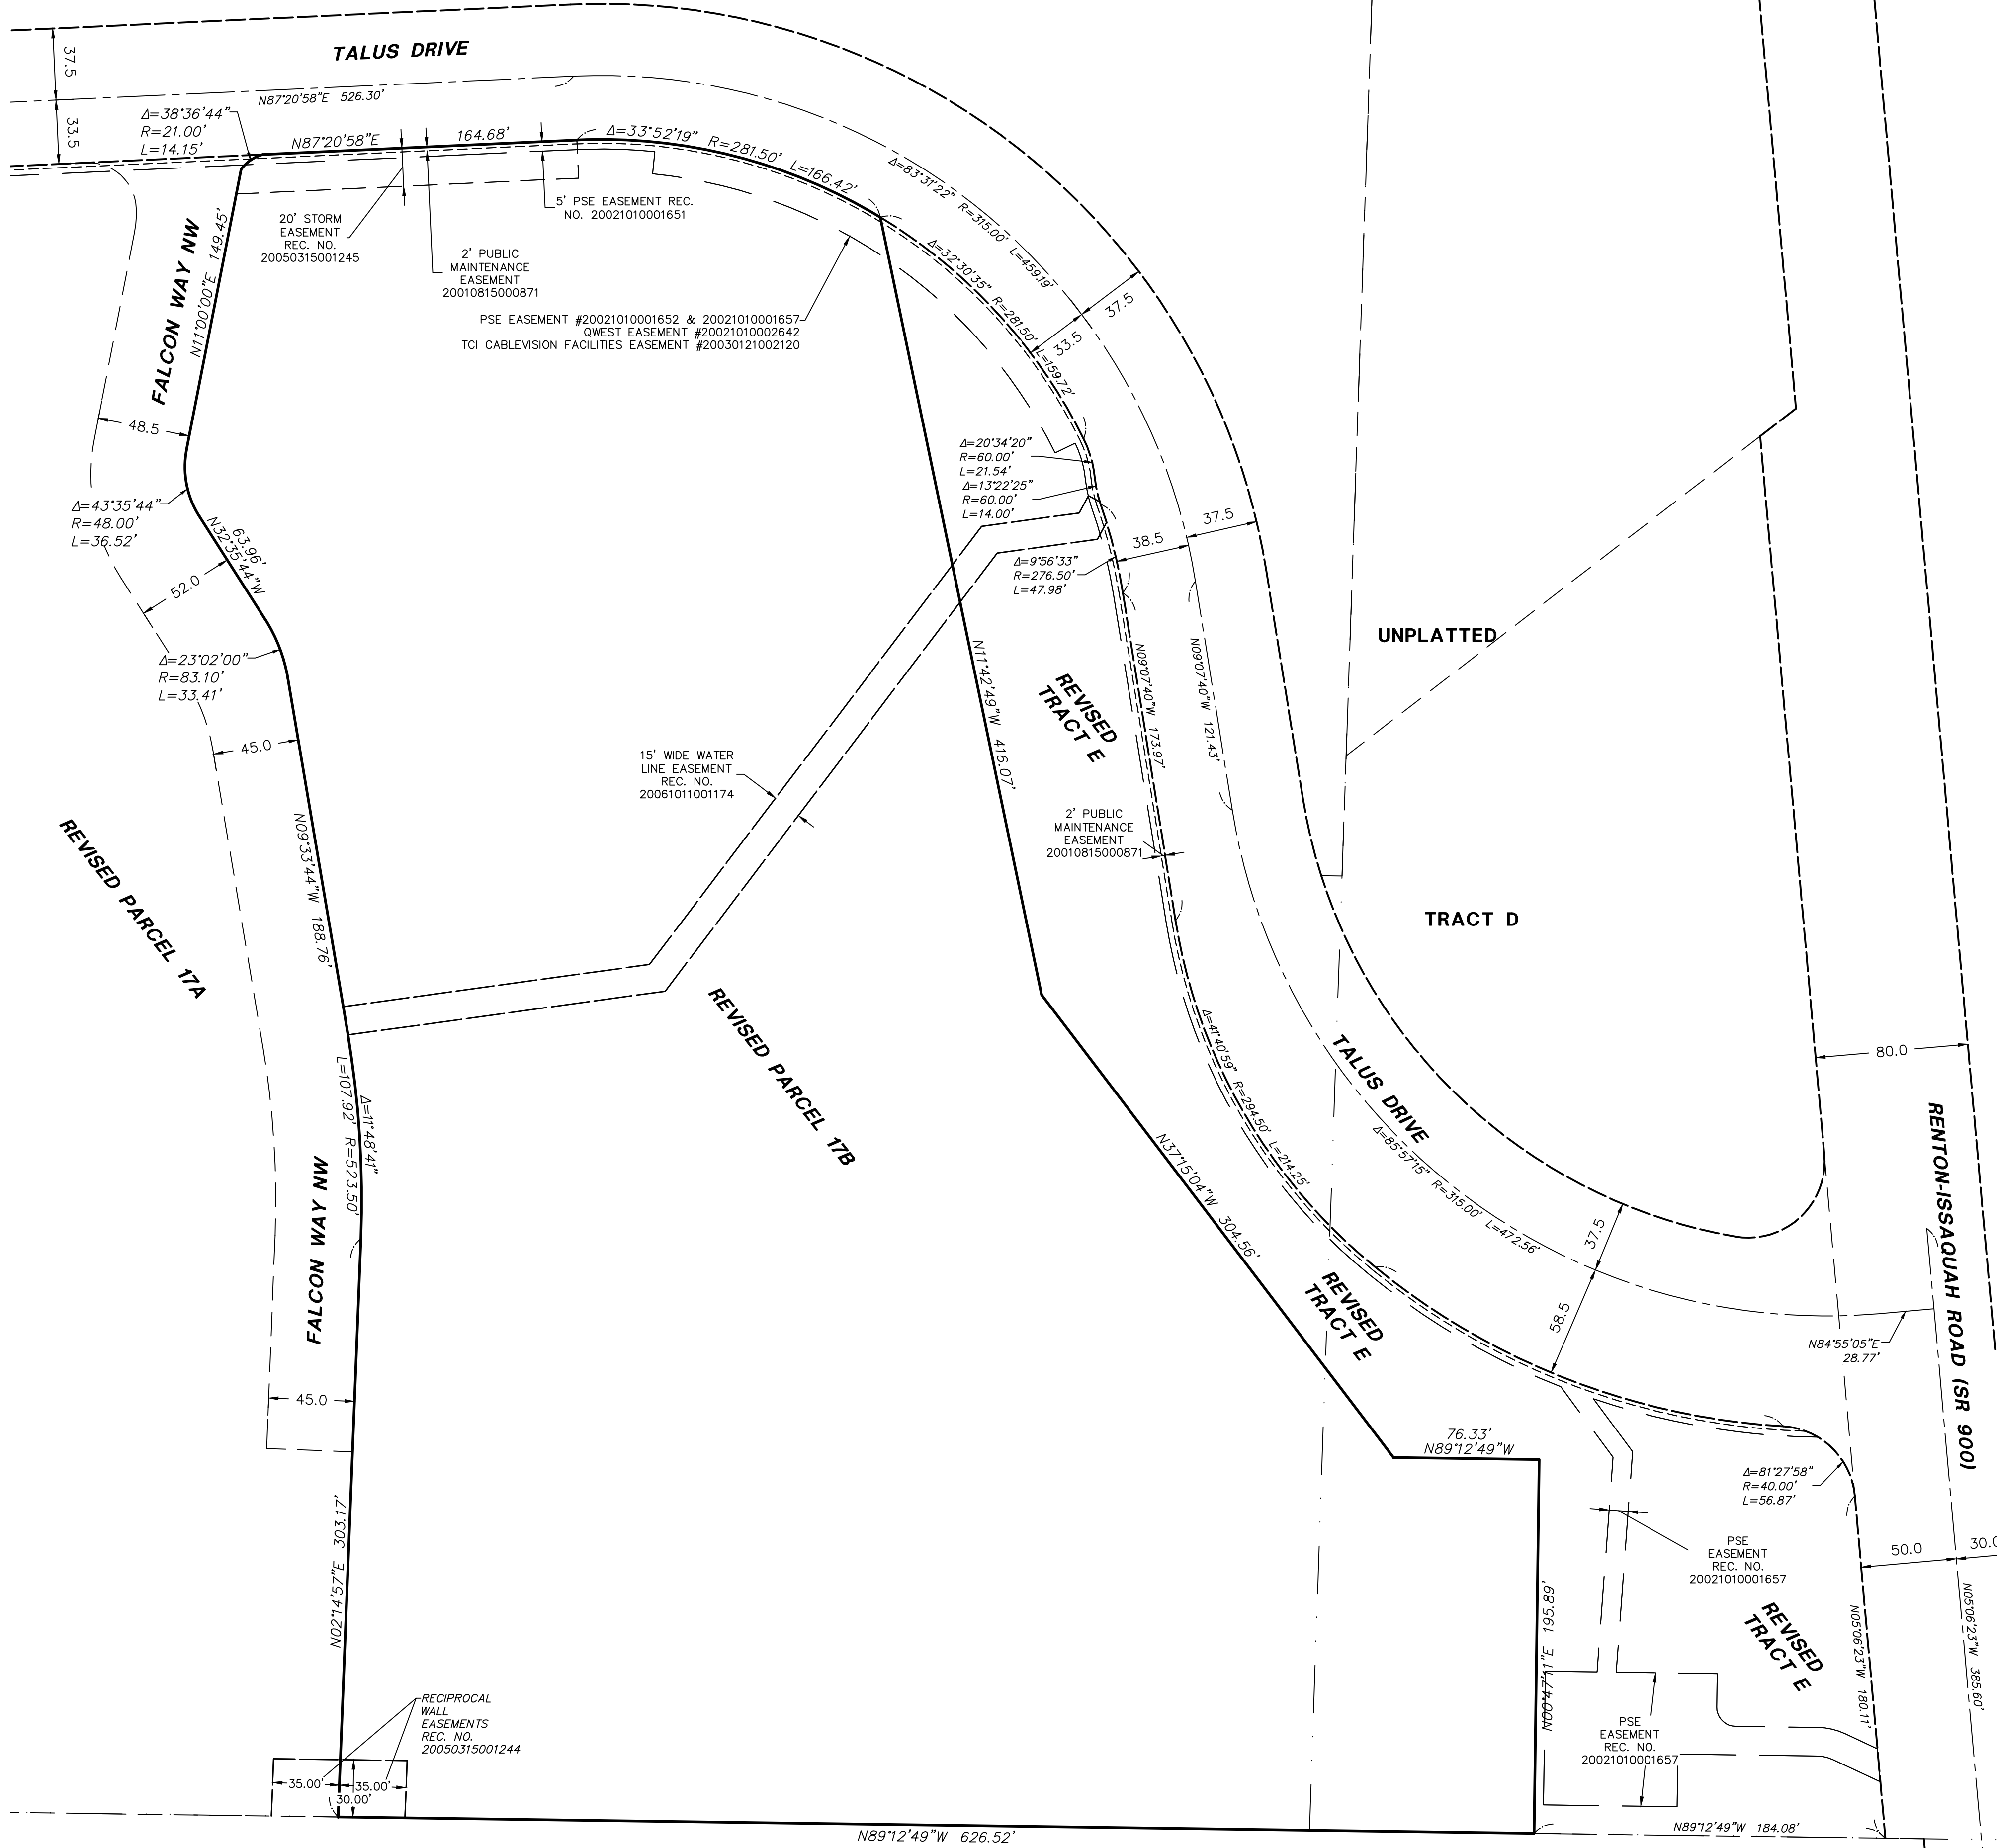 TALUS DRIVE
37.5
33.5
N87°20'58"E 526.30'
Δ=38°36'44"
R=21.00'
L=14.15'
N87°20'58"E
164.68'
Δ=33°52'19" R=281.50' L=166.42'
Δ=83°31'22" R=315.00' L=459.19'
20' STORM
EASEMENT
REC. NO.
20050315001245
5' PSE EASEMENT REC.
NO. 20021010001651
2' PUBLIC
MAINTENANCE
EASEMENT
20010815000871
PSE EASEMENT #20021010001652 & 20021010001657
QWEST EASEMENT #20021010002642
TCI CABLEVISION FACILITIES EASEMENT #20030121002120
Δ=32°30'35" R=281.50' L=159.72'
37.5
33.5
FALCON WAY NW
N11°00'00"E 149.45'
48.5
Δ=43°35'44"
R=48.00'
L=36.52'
63.96'
N32°35'44"W
52.0
Δ=23°02'00"
R=83.10'
L=33.41'
45.0
Δ=20°34'20"
R=60.00'
L=21.54'
Δ=13°22'25"
R=60.00'
L=14.00'
38.5
37.5
Δ=9°56'33"
R=276.50'
L=47.98'
UNPLATTED
N11°42'49"W 416.07'
REVISED
TRACT E
N09°07'40"W 173.97'
N09°07'40"W 121.43'
15' WIDE WATER
LINE EASEMENT
REC. NO.
20061011001174
2' PUBLIC
MAINTENANCE
EASEMENT
20010815000871
REVISED PARCEL 17A
N09°33'44"W 188.76'
TRACT D
REVISED PARCEL 17B
L=107.92' R=523.50'
Δ=11°48'41"
Δ=41°40'59" R=294.50' L=214.25'
TALUS DRIVE
Δ=85°57'15" R=315.00' L=472.56'
80.0
RENTON-ISSAQUAH ROAD (SR 900)
FALCON WAY NW
N37°15'04"W 304.56'
REVISED
TRACT E
37.5
58.5
N84°55'05"E
28.77'
45.0
76.33'
N89°12'49"W
Δ=81°27'58"
R=40.00'
L=56.87'
N02°14'57"E 303.17'
PSE
EASEMENT
REC. NO.
20021010001657
50.0
30.0
N00°47'11"E 195.89'
REVISED
TRACT E
N05°06'23"W 180.11'
N05°06'23"W 385.60'
RECIPROCAL
WALL
EASEMENTS
REC. NO.
20050315001244
PSE
EASEMENT
REC. NO.
20021010001657
35.00'
35.00'
30.00'
N89°12'49"W 626.52'
N89°12'49"W 184.08'